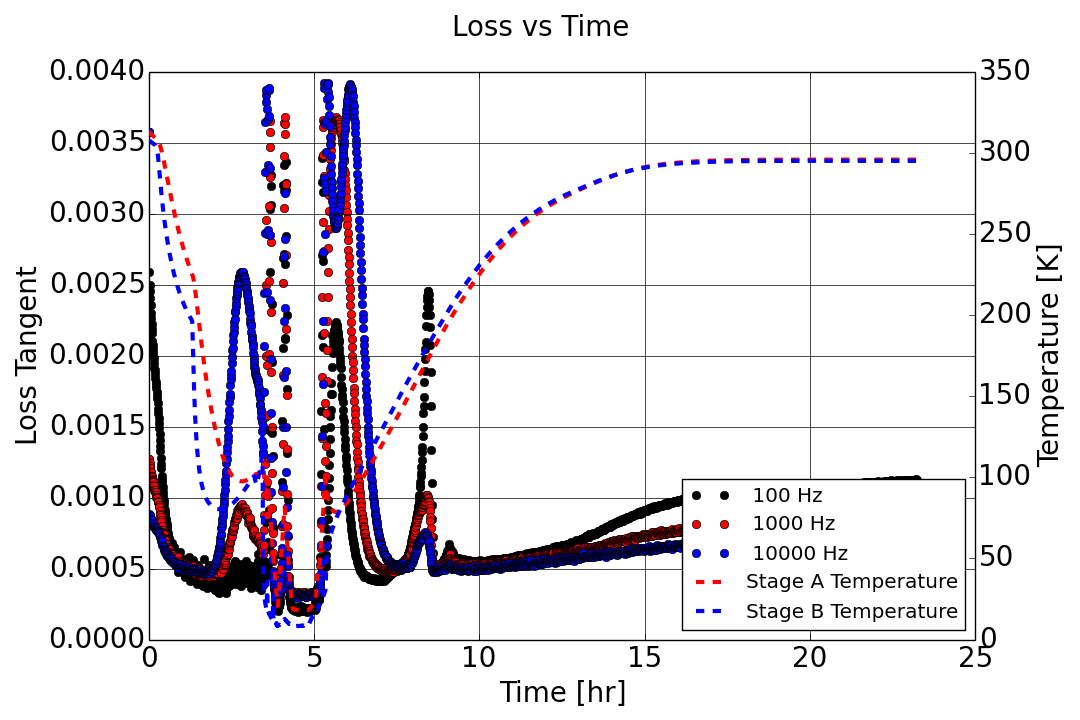 Loss vs Time
0.0040
0.0035
0.0030
0.0025
0.0020
0.0015
0.0010
0.0005
0.0000
Loss Tangent
350
300
250
200
150
100
50
0
Temperature [K]
100 Hz
1000 Hz
10000 Hz
Stage A Temperature
Stage B Temperature
0 5 10 15 20 25
Time [hr]